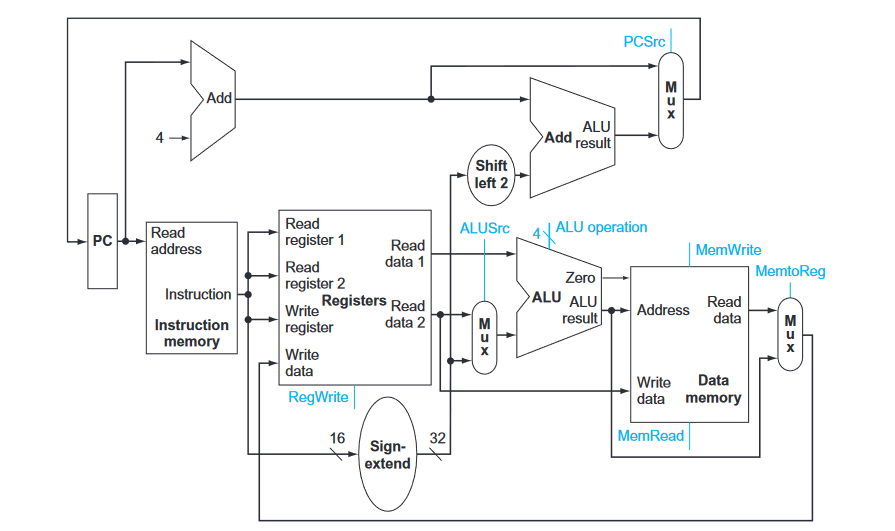 PCSrc
M
u
x
Add
4
Add
ALU
result
Shift
left 2
PC
Read
address
Instruction
Instruction
memory
Read
register 1
Read
register 2
Write
register
Write
data
Registers
Read
data 1
Read
data 2
RegWrite
16
Sign-
extend
32
ALUSrc
M
u
x
4
ALU operation
Zero
ALU
ALU
result
MemWrite
Address
Read
data
Write
data
Data
memory
MemRead
MemtoReg
M
u
x